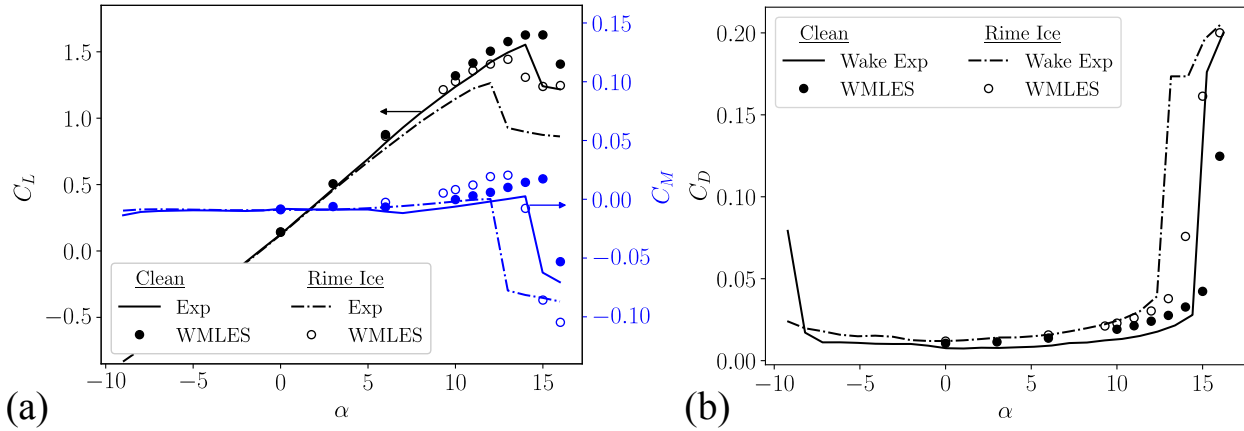 1.5
1.0
0.5
0.0
−0.5
C_L
−10
−5
0
5
10
15
α
0.15
0.10
0.05
0.00
−0.05
−0.10
C_M
Clean Rime Ice
Exp Exp
WMLES WMLES
(a)
0.20
0.15
0.10
0.05
0.00
C_D
−10
−5
0
5
10
15
α
Clean Rime Ice
Wake Exp Wake Exp
WMLES WMLES
(b)